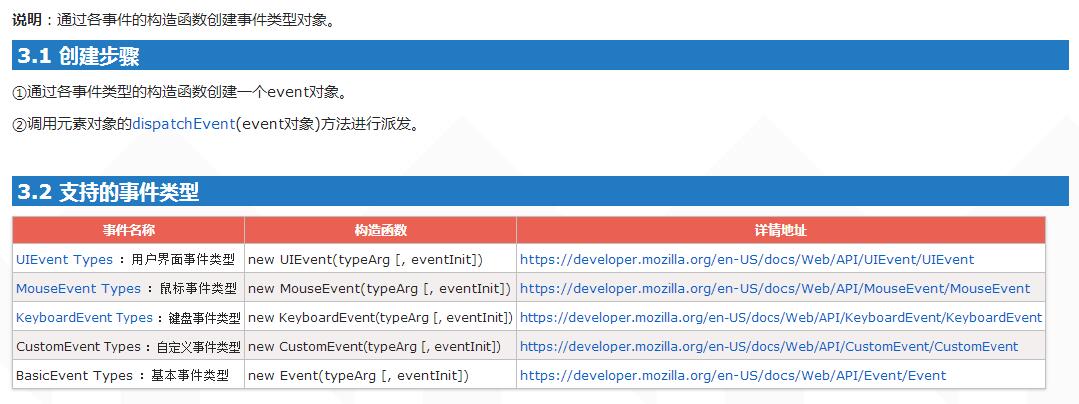 说明：通过各事件的构造函数创建事件类型对象。
3.1 创建步骤
①通过各事件类型的构造函数创建一个event对象。
②调用元素对象的dispatchEvent(event对象)方法进行派发。
3.2 支持的事件类型
事件名称 构造函数 详情地址
UIEvent Types ：用户界面事件类型 new UIEvent(typeArg [, eventInit]) https://developer.mozilla.org/en-US/docs/Web/API/UIEvent/UIEvent
MouseEvent Types ：鼠标事件类型 new MouseEvent(typeArg [, eventInit]) https://developer.mozilla.org/en-US/docs/Web/API/MouseEvent/MouseEvent
KeyboardEvent Types ：键盘事件类型 new KeyboardEvent(typeArg [, eventInit]) https://developer.mozilla.org/en-US/docs/Web/API/KeyboardEvent/KeyboardEvent
CustomEvent Types ：自定义事件类型 new CustomEvent(typeArg [, eventInit]) https://developer.mozilla.org/en-US/docs/Web/API/CustomEvent/CustomEvent
BasicEvent Types ：基本事件类型 new Event(typeArg [, eventInit]) https://developer.mozilla.org/en-US/docs/Web/API/Event/Event